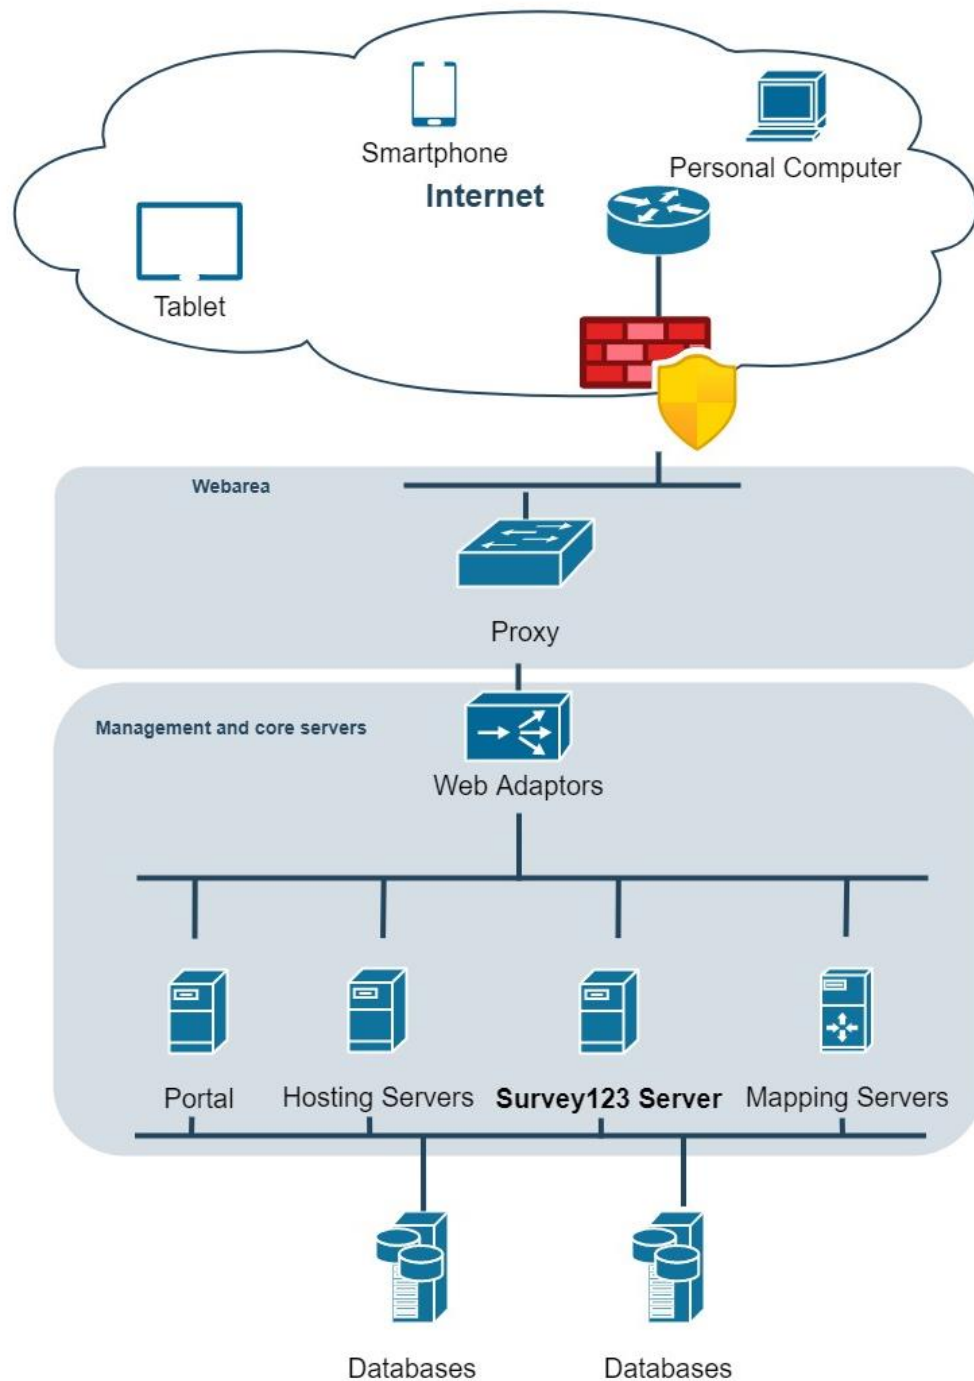 Smartphone
Personal Computer
Internet
Tablet
Webarea
Proxy
Management and core servers
Web Adaptors
Portal
Hosting Servers
Survey123 Server
Mapping Servers
Databases
Databases